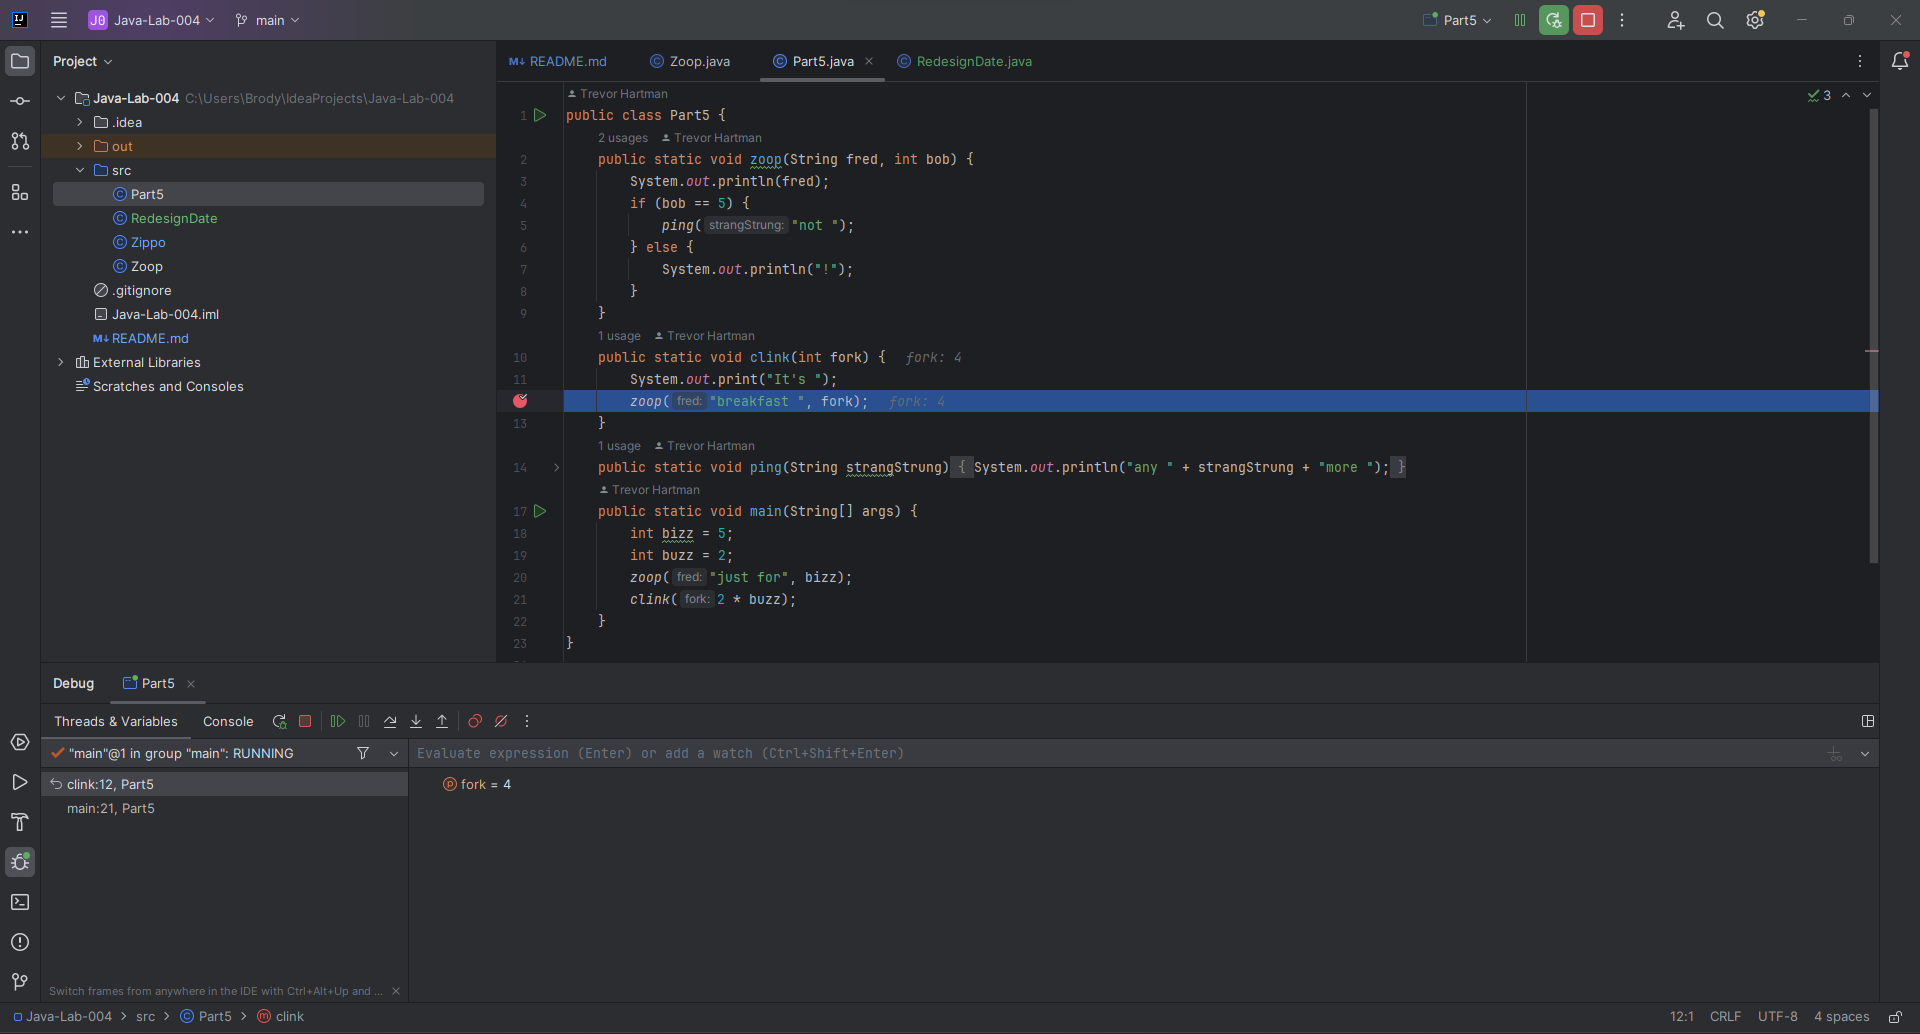 J0 Java-Lab-004 main Part5
Project
README.md Zoop.java Part5.java RedesignDate.java
Java-Lab-004 C:\Users\Brody\IdeaProjects\Java-Lab-004
.idea
out
src
Part5
RedesignDate
Zippo
Zoop
.gitignore
Java-Lab-004.iml
M↓ README.md
External Libraries
Scratches and Consoles
3
Trevor Hartman
1 public class Part5 {
2 usages Trevor Hartman
2 public static void zoop(String fred, int bob) {
3 System.out.println(fred);
4 if (bob == 5) {
5 ping( strangStrung: "not ");
6 } else {
7 System.out.println("!");
8 }
9 }
1 usage Trevor Hartman
10 public static void clink(int fork) { fork: 4
11 System.out.print("It's ");
zoop( fred: "breakfast ", fork); fork: 4
13 }
1 usage Trevor Hartman
14 public static void ping(String strangStrung) { System.out.println("any " + strangStrung + "more "); }
Trevor Hartman
17 public static void main(String[] args) {
18 int bizz = 5;
19 int buzz = 2;
20 zoop( fred: "just for", bizz);
21 clink( fork: 2 * buzz);
22 }
23 }
Debug Part5
Threads & Variables Console
"main"@1 in group "main": RUNNING
Evaluate expression (Enter) or add a watch (Ctrl+Shift+Enter)
clink:12, Part5
main:21, Part5
fork = 4
Switch frames from anywhere in the IDE with Ctrl+Alt+Up and ...
Java-Lab-004 > src > Part5 > clink
12:1 CRLF UTF-8 4 spaces